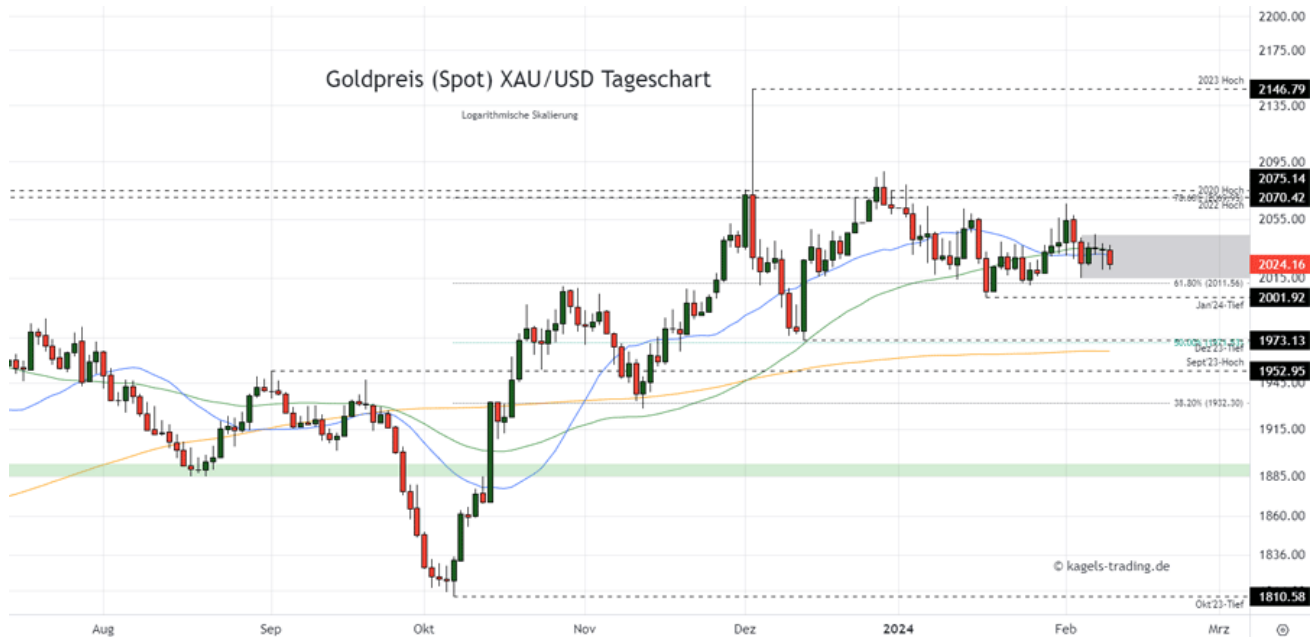 2200.00
2175.00
Goldpreis (Spot) XAU/USD Tageschart
2023 Hoch
2146.79
Logarithmische Skalierung
2135.00
2095.00
2075.14
2020 Hoch
2070.42
2022 Hoch
2055.00
2024.16
2015.00
61.80% (2011.56)
2001.92
Jan'24-Tief
1973.13
Dez'23-Tief
Sept'23-Hoch
1952.95
1945.00
38.20% (1932.30)
1915.00
1885.00
1860.00
1836.00
© kagels-trading.de
1810.58
Okt'23-Tief
Aug Sep Okt Nov Dez 2024 Feb Mrz